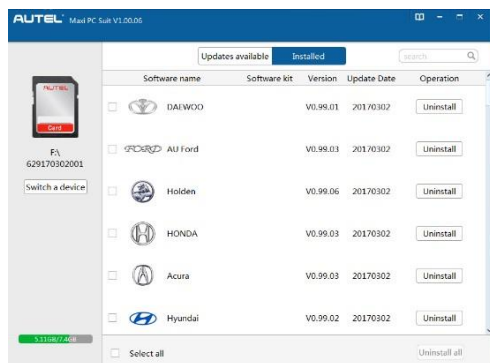 AUTEL Maxi PC Suit V1.00.06
Updates available Installed
search
Software name Software kit Version Update Date Operation
AUTEL
Card
F:\
629170302001
Switch a device
DAEWOO V0.99.01 20170302 Uninstall
FORD AU Ford V0.99.03 20170302 Uninstall
Holden V0.99.06 20170302 Uninstall
HONDA V0.99.03 20170302 Uninstall
Acura V0.99.03 20170302 Uninstall
Hyundai V0.99.02 20170302 Uninstall
5.11GB/7.4GB
Select all Uninstall all